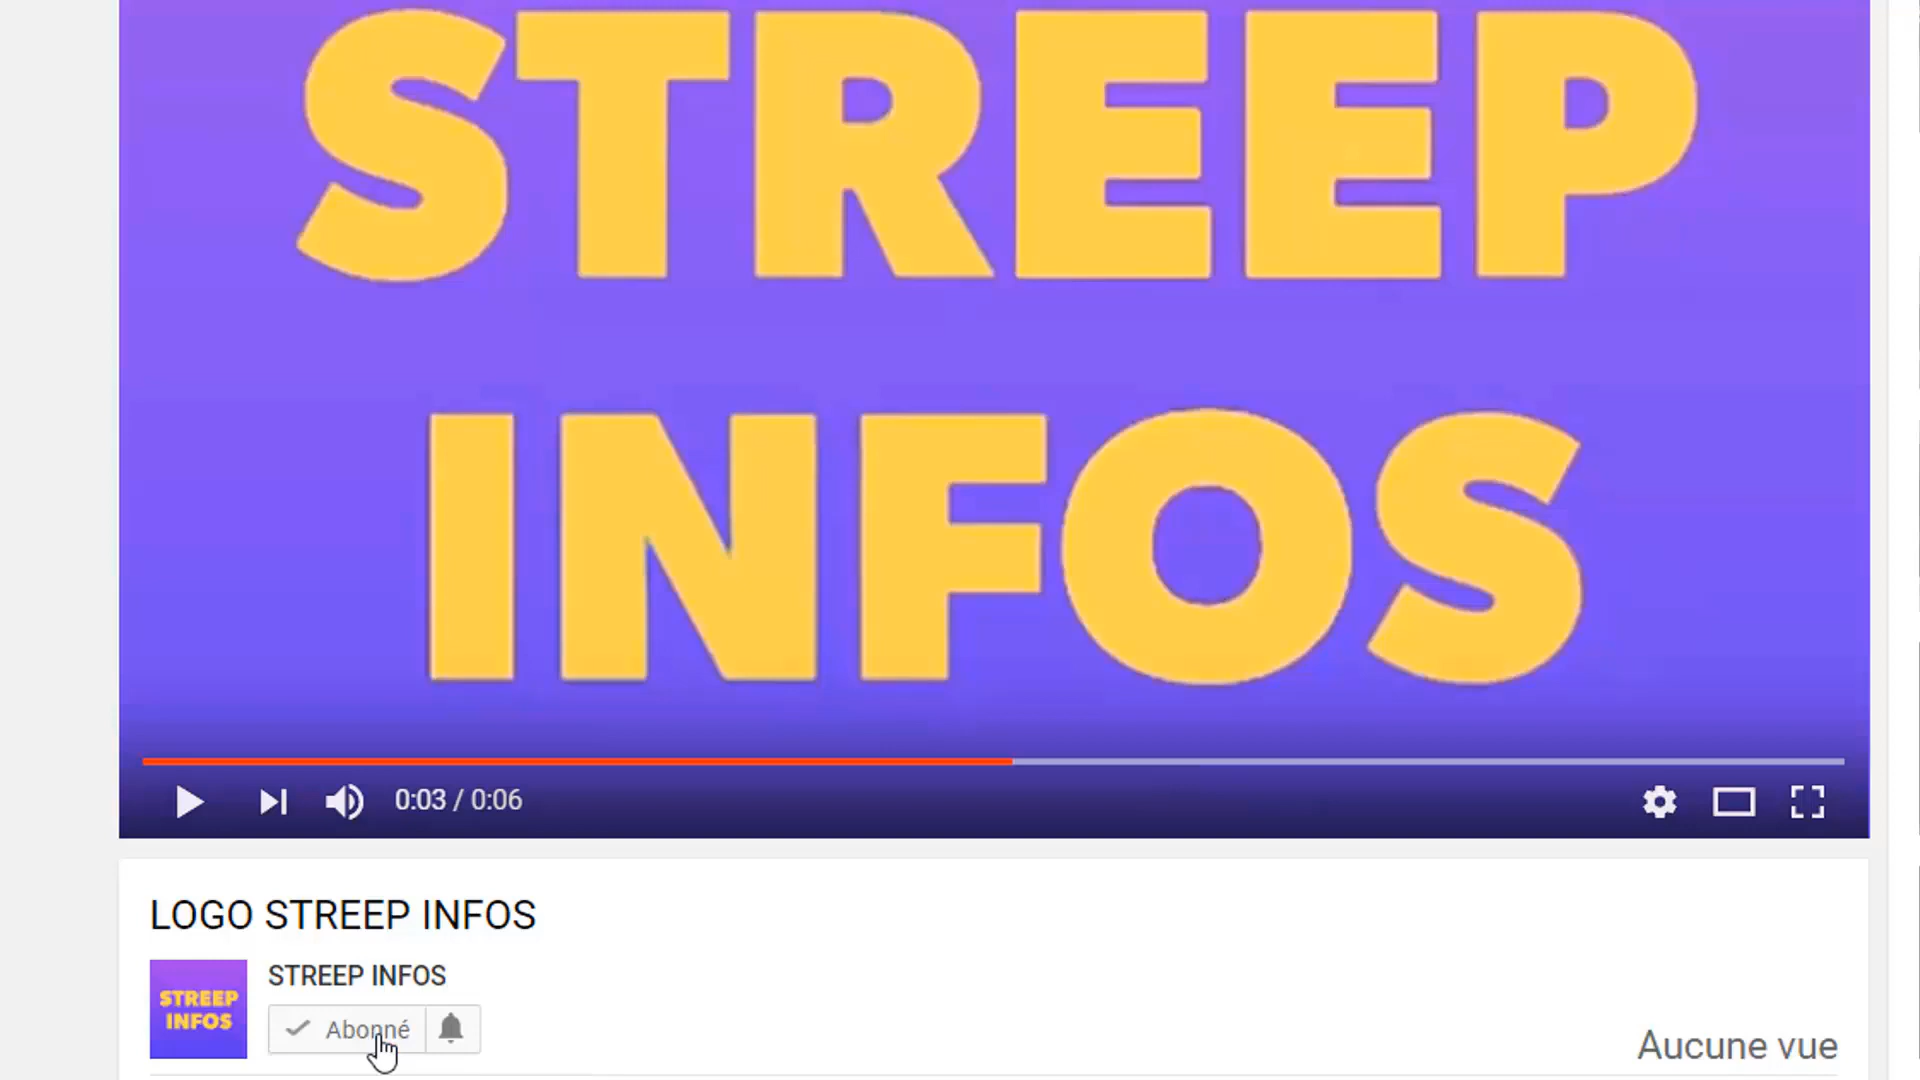 STREEP
INFOS
0:03 / 0:06
LOGO STREEP INFOS
STREEP INFOS
STREEP
INFOS
Abonné
Aucune vue